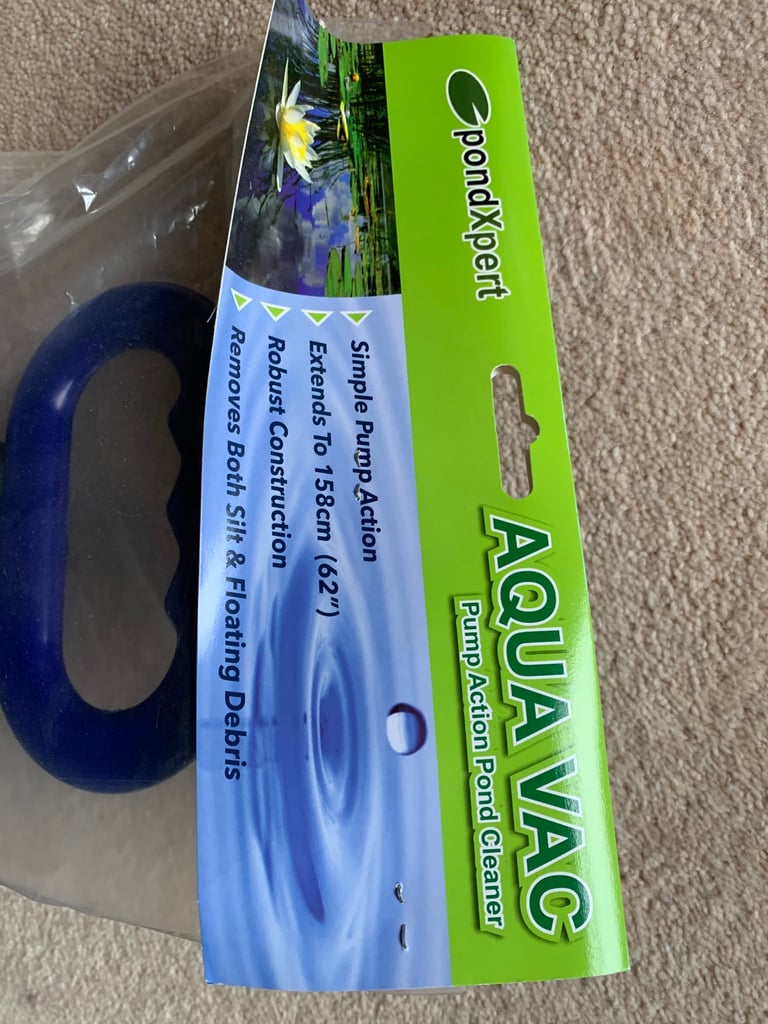 pondXpert
AQUA VAC
Pump Action Pond Cleaner
Simple Pump Action
Extends To 158cm (62")
Robust Construction
Removes Both Silt & Floating Debris